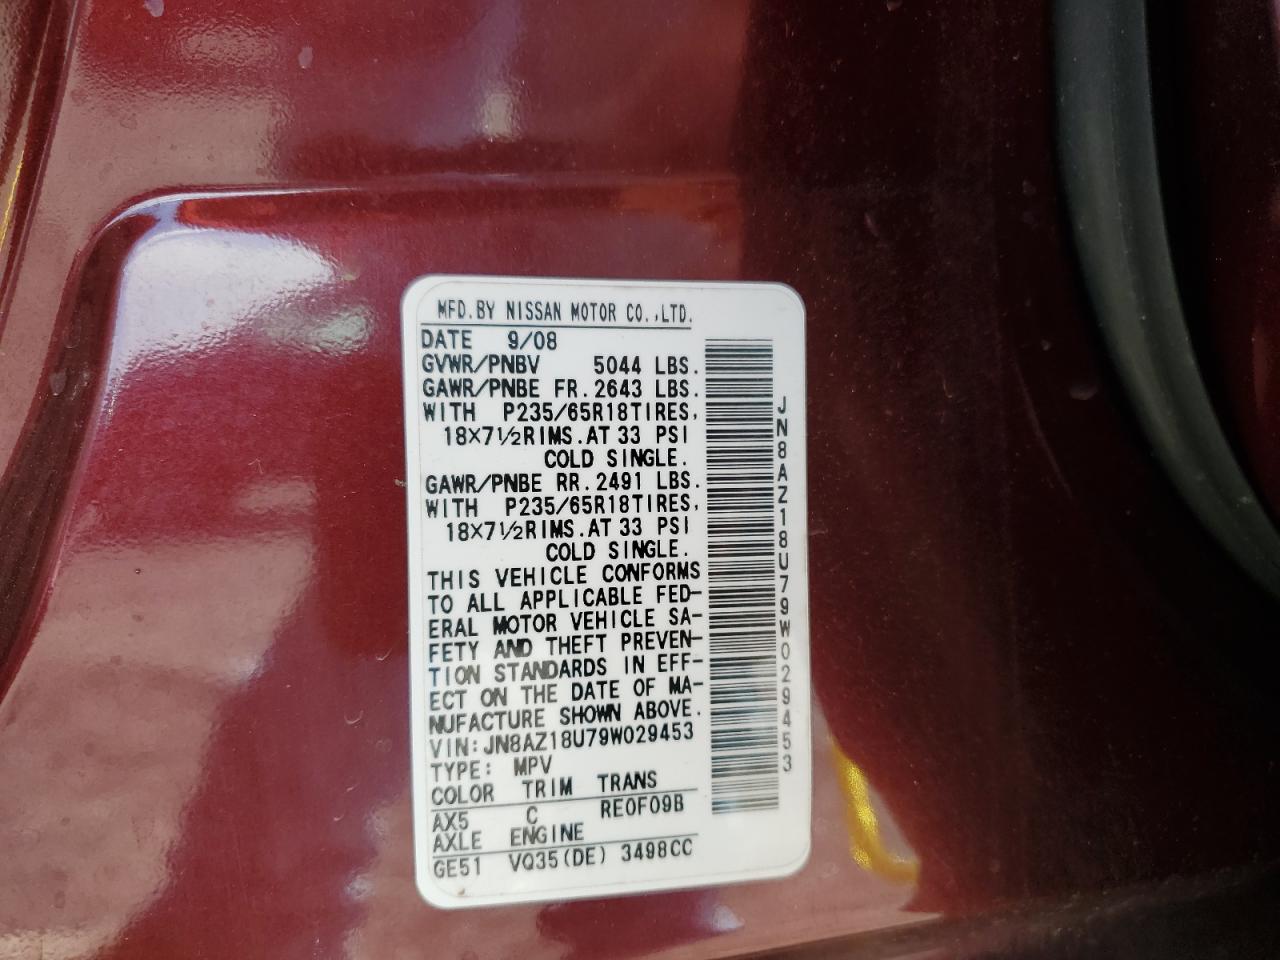 MFD.BY NISSAN MOTOR CO.,LTD.
DATE 9/08
GVWR/PNBV 5044 LBS.
GAWR/PNBE FR.2643 LBS.
WITH P235/65R18TIRES,
18×7½RIMS.AT 33 PSI
COLD SINGLE.
GAWR/PNBE RR.2491 LBS.
WITH P235/65R18TIRES,
18×7½RIMS.AT 33 PSI
COLD SINGLE.
THIS VEHICLE CONFORMS
TO ALL APPLICABLE FED-
ERAL MOTOR VEHICLE SA-
FETY AND THEFT PREVEN-
TION STANDARDS IN EFF-
ECT ON THE DATE OF MA-
NUFACTURE SHOWN ABOVE.
VIN:JN8AZ18U79W029453
TYPE: MPV
COLOR TRIM TRANS
AX5 C RE0F09B
AXLE ENGINE
GE51 VQ35(DE) 3498CC
JN8AZ18U79W029453